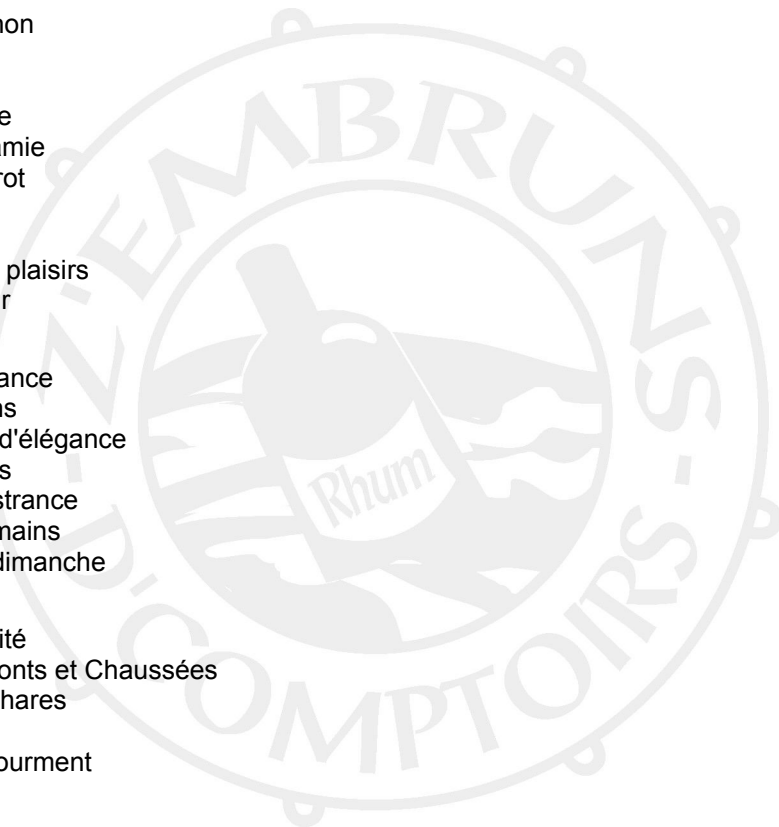 non
e
amie
rot
plaisirs
r
ance
ns
d'élégance
s
strance
mains
dimanche
ité
onts et Chaussées
hares
ourment
Z'EMBRUNS
- D'COMPTOIRS -
Rhum